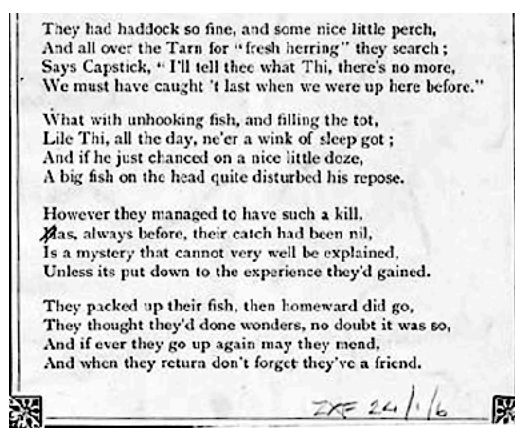 They had haddock so fine, and some nice little perch,
And all over the Tarn for "fresh herring" they search;
Says Capstick, "I'll tell thee what Thi, there's no more,
We must have caught 't last when we were up here before."
What with unhooking fish, and filling the tot,
Lile Thi, all the day, ne'er a wink of sleep got;
And if he just chanced on a nice little doze,
A big fish on the head quite disturbed his repose.
However they managed to have such a kill,
As, always before, their catch had been nil,
Is a mystery that cannot very well be explained,
Unless its put down to the experience they'd gained.
They packed up their fish, then homeward did go,
They thought they'd done wonders, no doubt it was so,
And if ever they go up again may they mend,
And when they return don't forget they've a friend.
ZXF 24/1/6